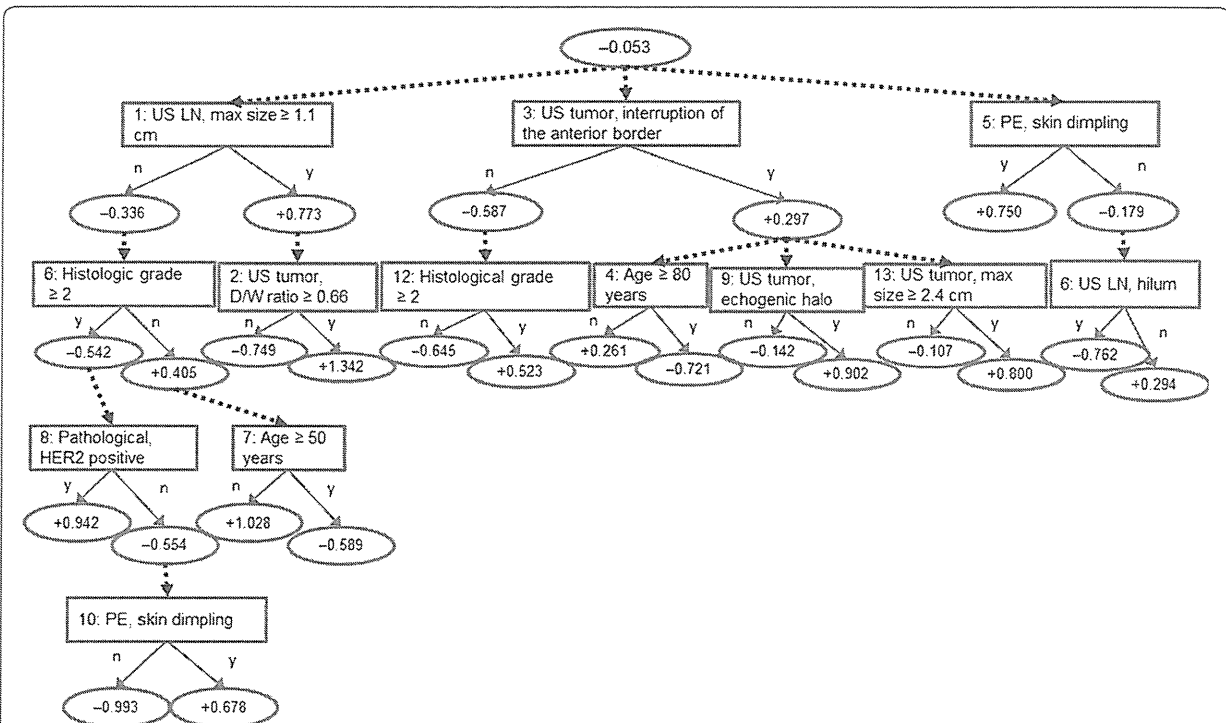 −0.053
1: US LN, max size ≥ 1.1
cm
3: US tumor, interruption of
the anterior border
5: PE, skin dimpling
n
y
n
y
y
n
−0.336
+0.773
−0.587
+0.297
+0.750
−0.179
6: Histologic grade
≥ 2
2: US tumor,
D/W ratio ≥ 0.66
12: Histological grade
≥ 2
4: Age ≥ 80
years
9: US tumor,
echogenic halo
13: US tumor, max
size ≥ 2.4 cm
6: US LN, hilum
y
n
n
y
n
y
n
y
n
y
n
y
y
n
−0.542
+0.405
−0.749
+1.342
−0.645
+0.523
+0.261
−0.721
−0.142
+0.902
−0.107
+0.800
−0.762
+0.294
8: Pathological,
HER2 positive
7: Age ≥ 50
years
y
n
n
y
+0.942
−0.554
+1.028
−0.589
10: PE, skin dimpling
n
y
−0.993
+0.678